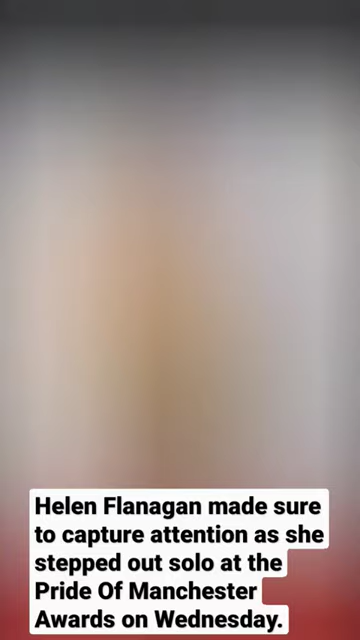 Helen Flanagan made sure
to capture attention as she
stepped out solo at the
Pride Of Manchester
Awards on Wednesday.